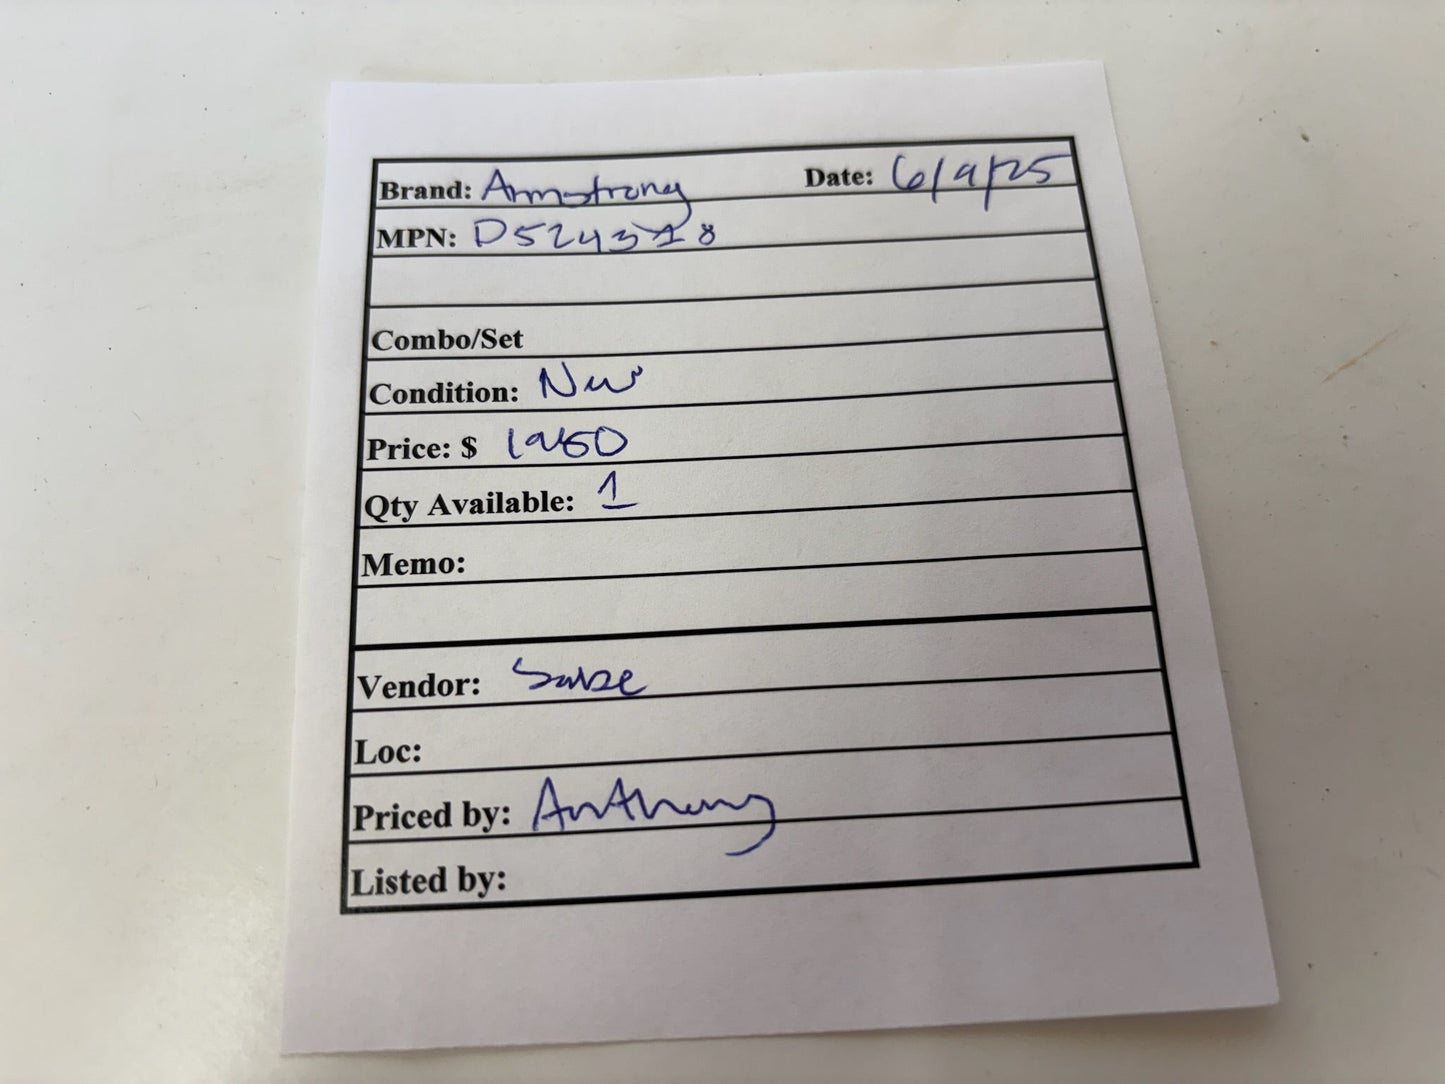 Brand: Armstrong Date: 6/9/25
MPN: D524318
Combo/Set
Condition: New
Price: $
Qty Available: 1
Memo:
Vendor:
Loc:
Priced by: Anthony
Listed by: